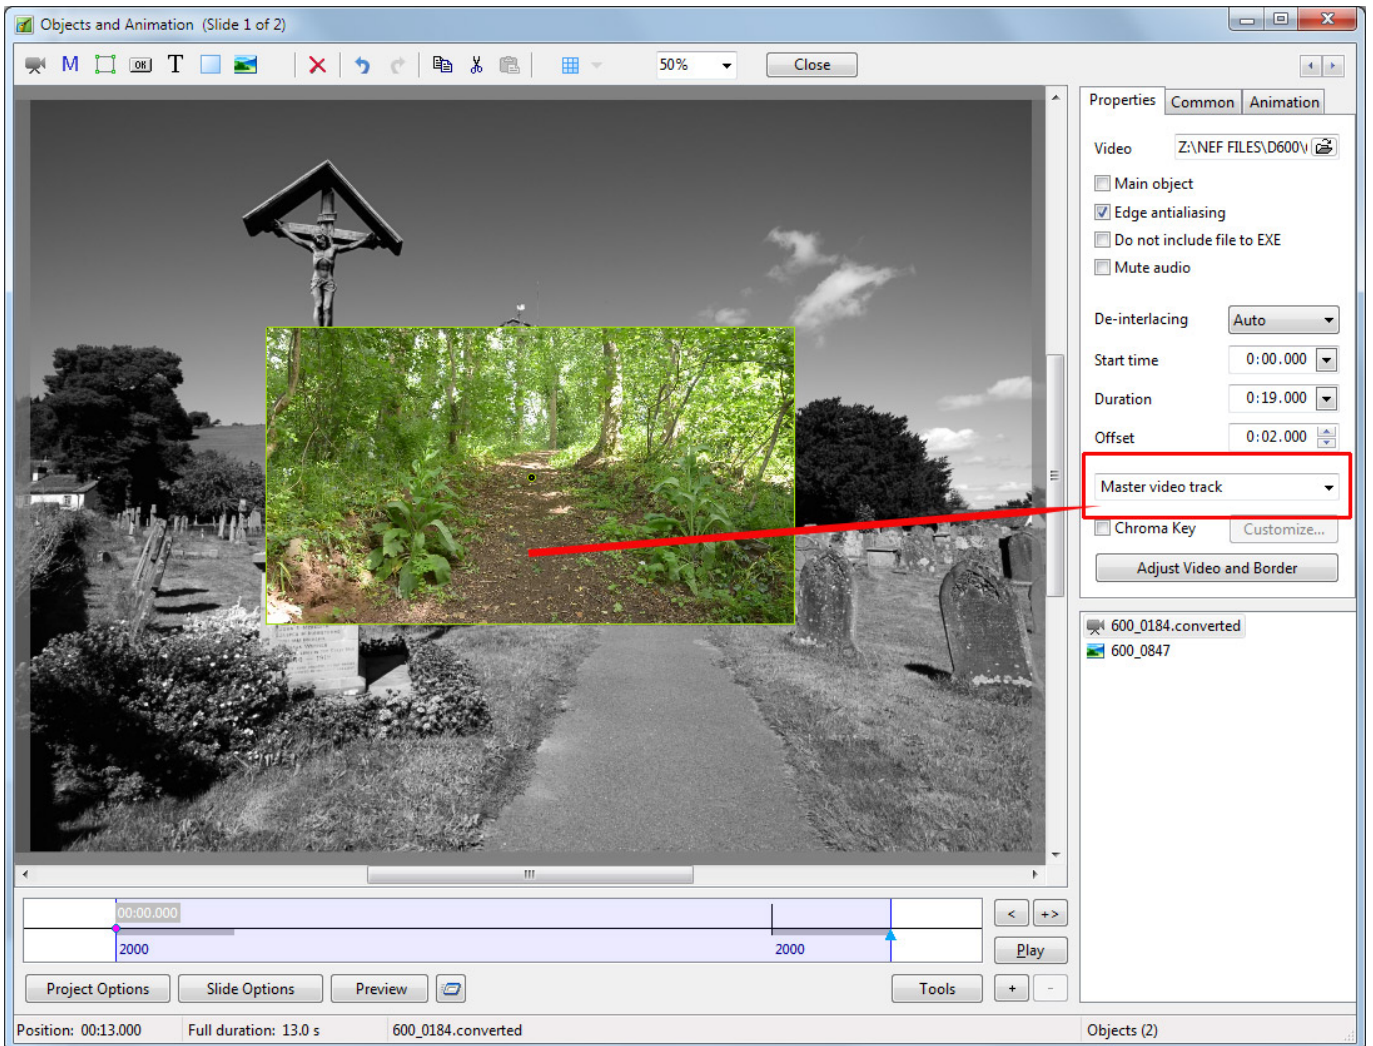 Objects and Animation (Slide 1 of 2)
M OK T 50% Close
Properties Common Animation
Video Z:\NEF FILES\D600\
Main object
Edge antialiasing
Do not include file to EXE
Mute audio
De-interlacing Auto
Start time 0:00.000
Duration 0:19.000
Offset 0:02.000
Master video track
Chroma Key Customize...
Adjust Video and Border
600_0184.converted
600_0847
00:00.000
2000 2000
< +>
Play
Project Options Slide Options Preview Tools + -
Position: 00:13.000 Full duration: 13.0 s 600_0184.converted Objects (2)